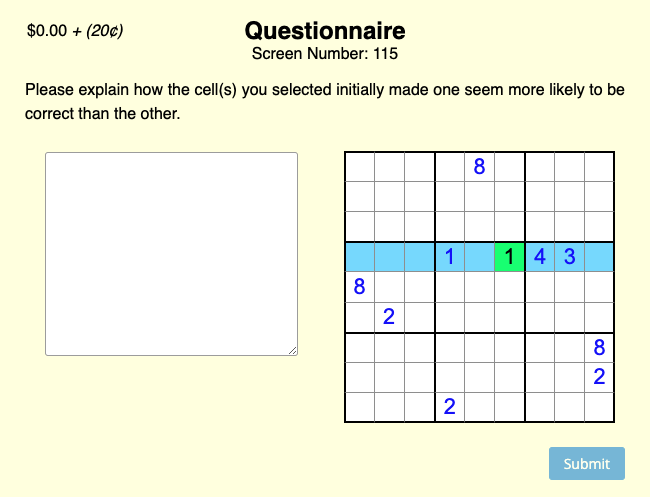 $0.00 + (20¢)
Questionnaire
Screen Number: 115
Please explain how the cell(s) you selected initially made one seem more likely to be
correct than the other.
8
1 1 4 3
8
2
8
2
2
Submit